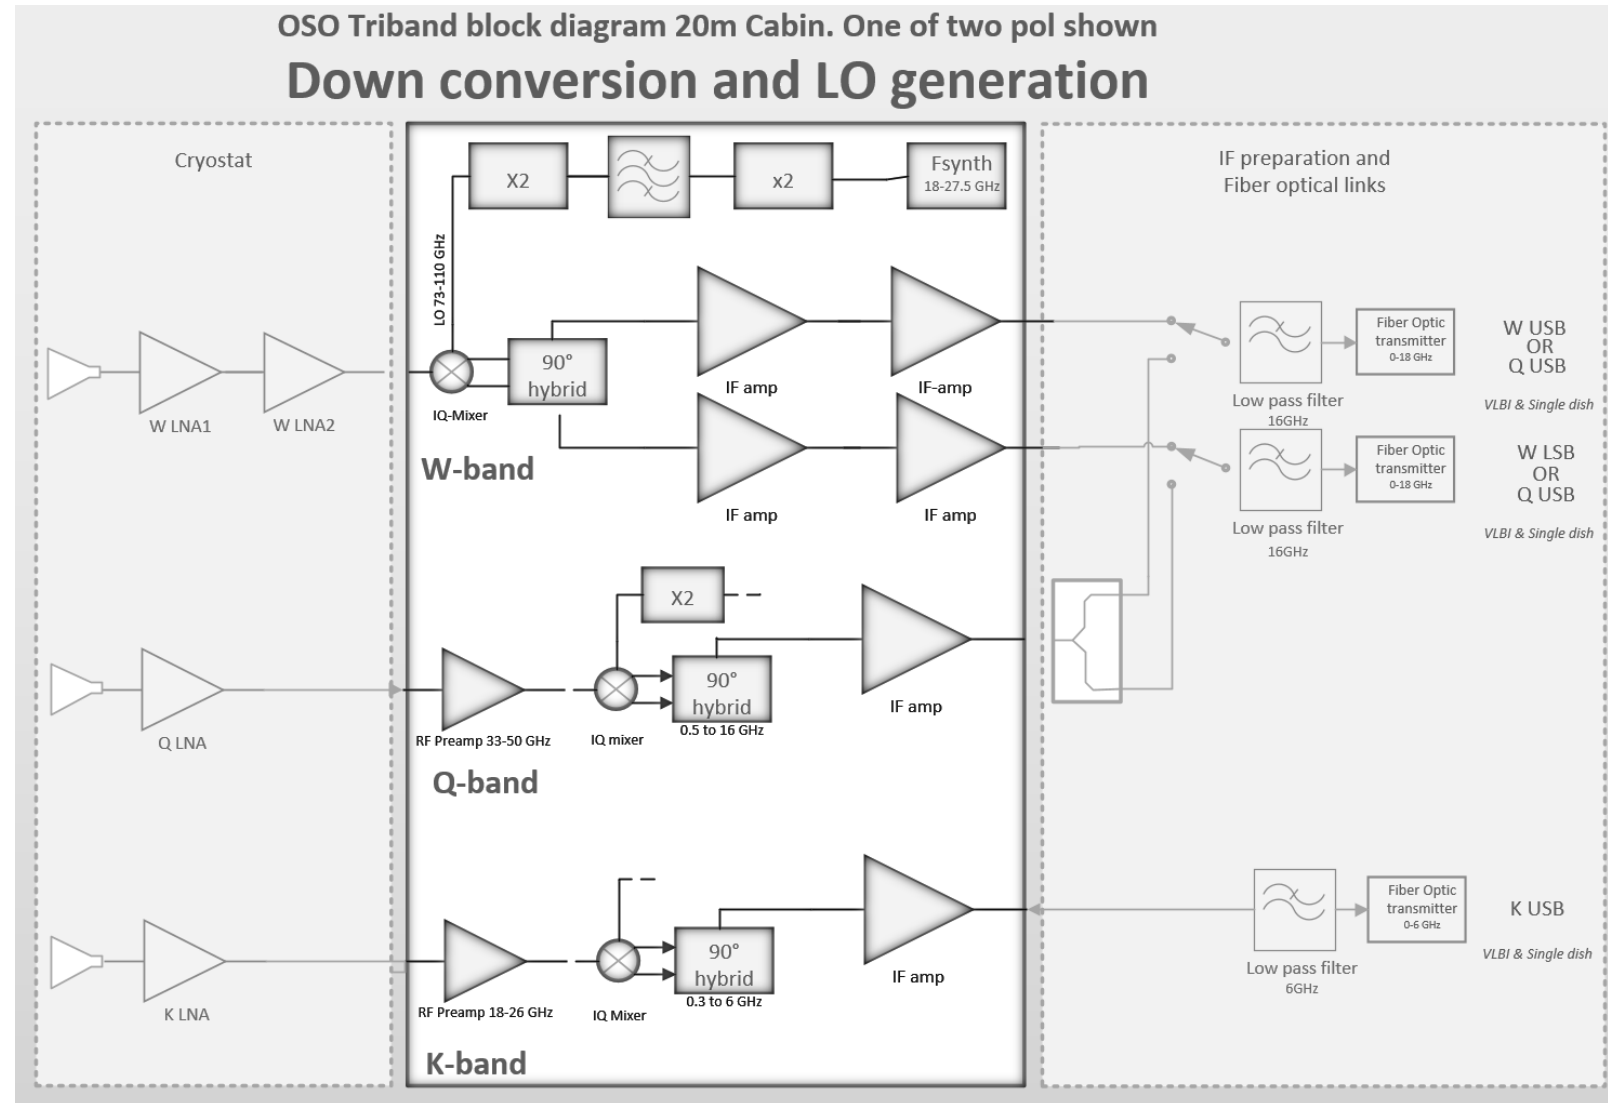 OSO Triband block diagram 20m Cabin. One of two pol shown
Down conversion and LO generation
Cryostat
W LNA1
W LNA2
Q LNA
K LNA
X2
x2
Fsynth
18-27.5 GHz
LO 73-110 GHz
IQ-Mixer
90°
hybrid
IF amp
IF-amp
IF amp
IF amp
W-band
X2
RF Preamp 33-50 GHz
IQ mixer
90°
hybrid
0.5 to 16 GHz
IF amp
Q-band
RF Preamp 18-26 GHz
IQ Mixer
90°
hybrid
0.3 to 6 GHz
IF amp
K-band
IF preparation and
Fiber optical links
Low pass filter
16GHz
Fiber Optic
transmitter
0-18 GHz
W USB
OR
Q USB
VLBI & Single dish
Low pass filter
16GHz
Fiber Optic
transmitter
0-18 GHz
W LSB
OR
Q USB
VLBI & Single dish
Low pass filter
6GHz
Fiber Optic
transmitter
0-6 GHz
K USB
VLBI & Single dish